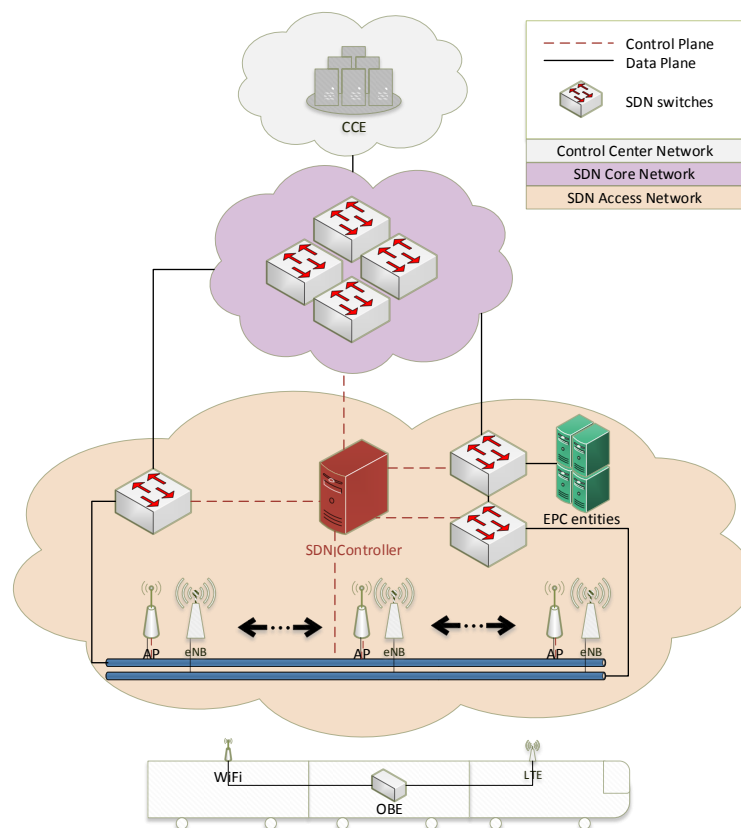 Control Plane
Data Plane
SDN switches
Control Center Network
SDN Core Network
SDN Access Network
CCE
EPC entities
SDN Controller
AP
eNB
AP
eNB
AP
eNB
WiFi
LTE
OBE